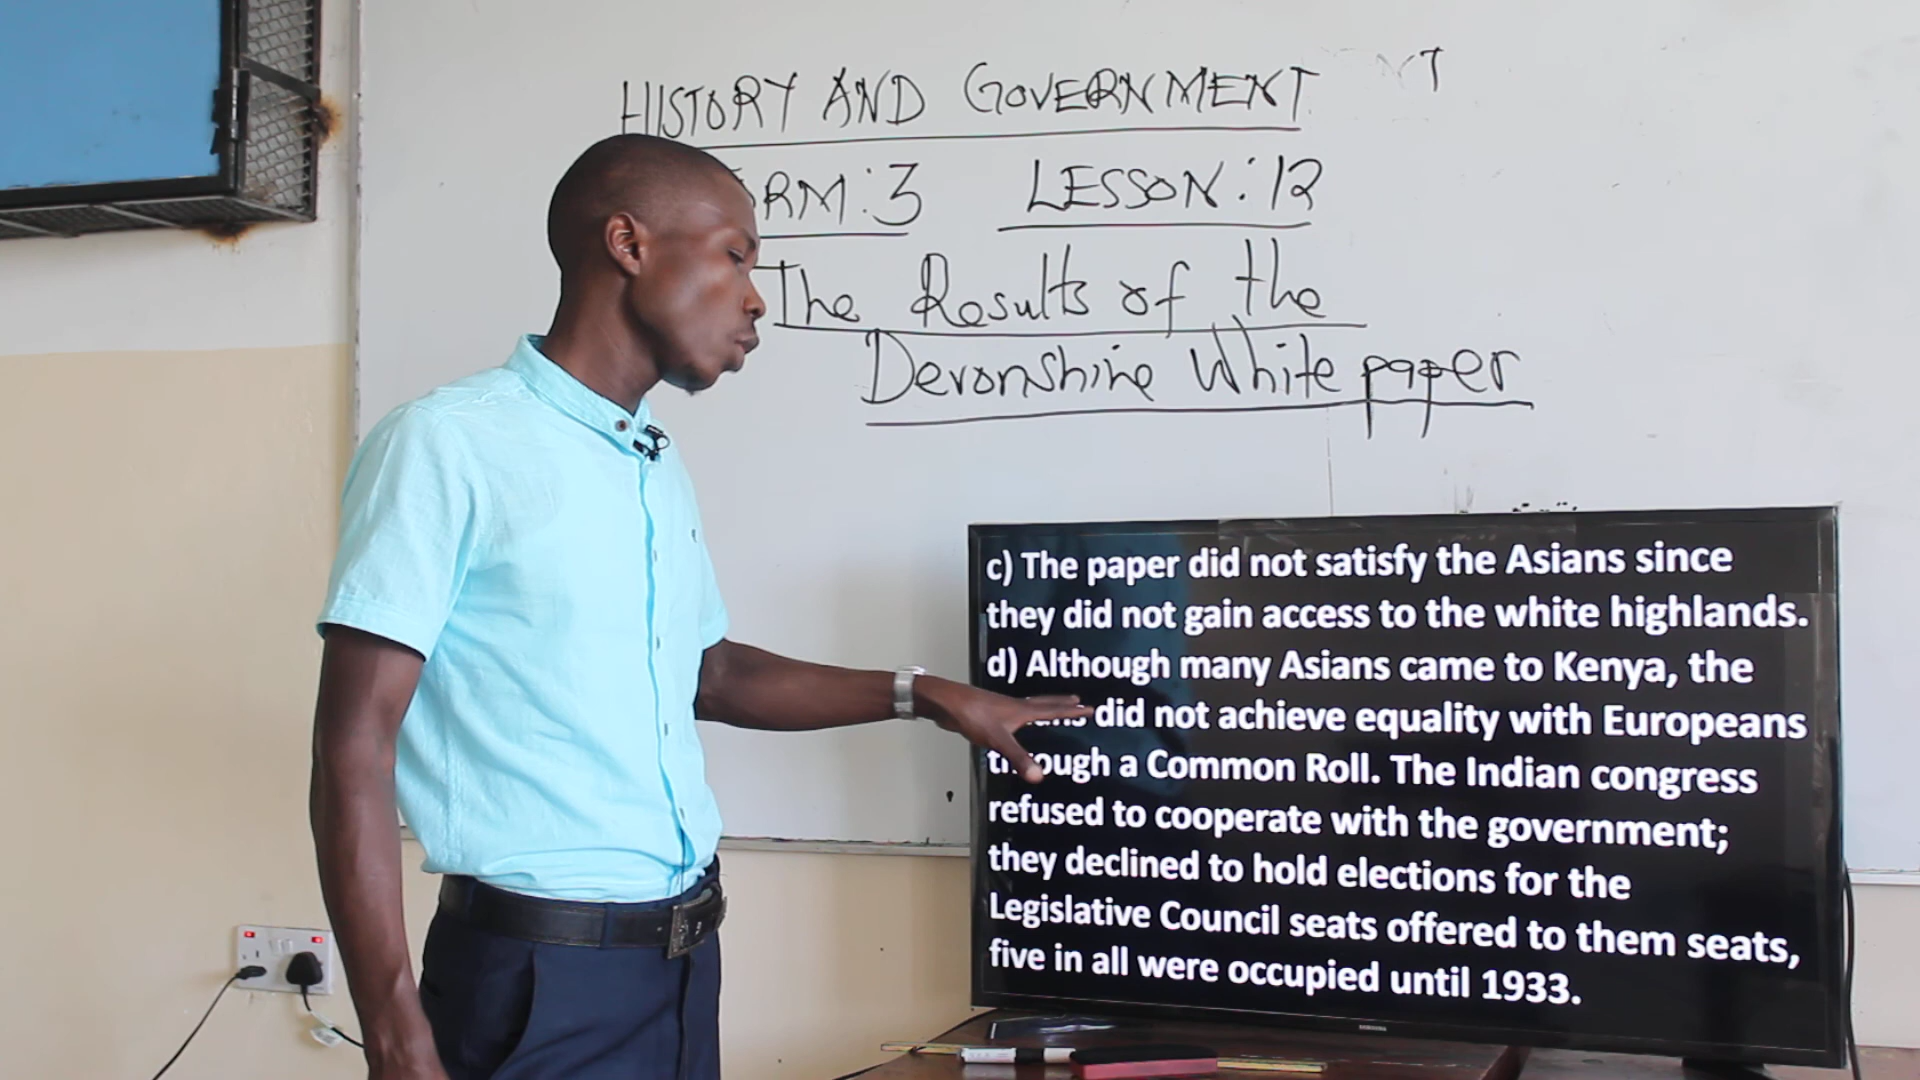 HISTORY AND GOVERNMENT
RM: 3 LESSON: 12
The Results of the
Devonshire White paper
c) The paper did not satisfy the Asians since
they did not gain access to the white highlands.
d) Although many Asians came to Kenya, the
did not achieve equality with Europeans
through a Common Roll. The Indian congress
refused to cooperate with the government;
they declined to hold elections for the
Legislative Council seats offered to them seats,
five in all were occupied until 1933.
SAMSUNG